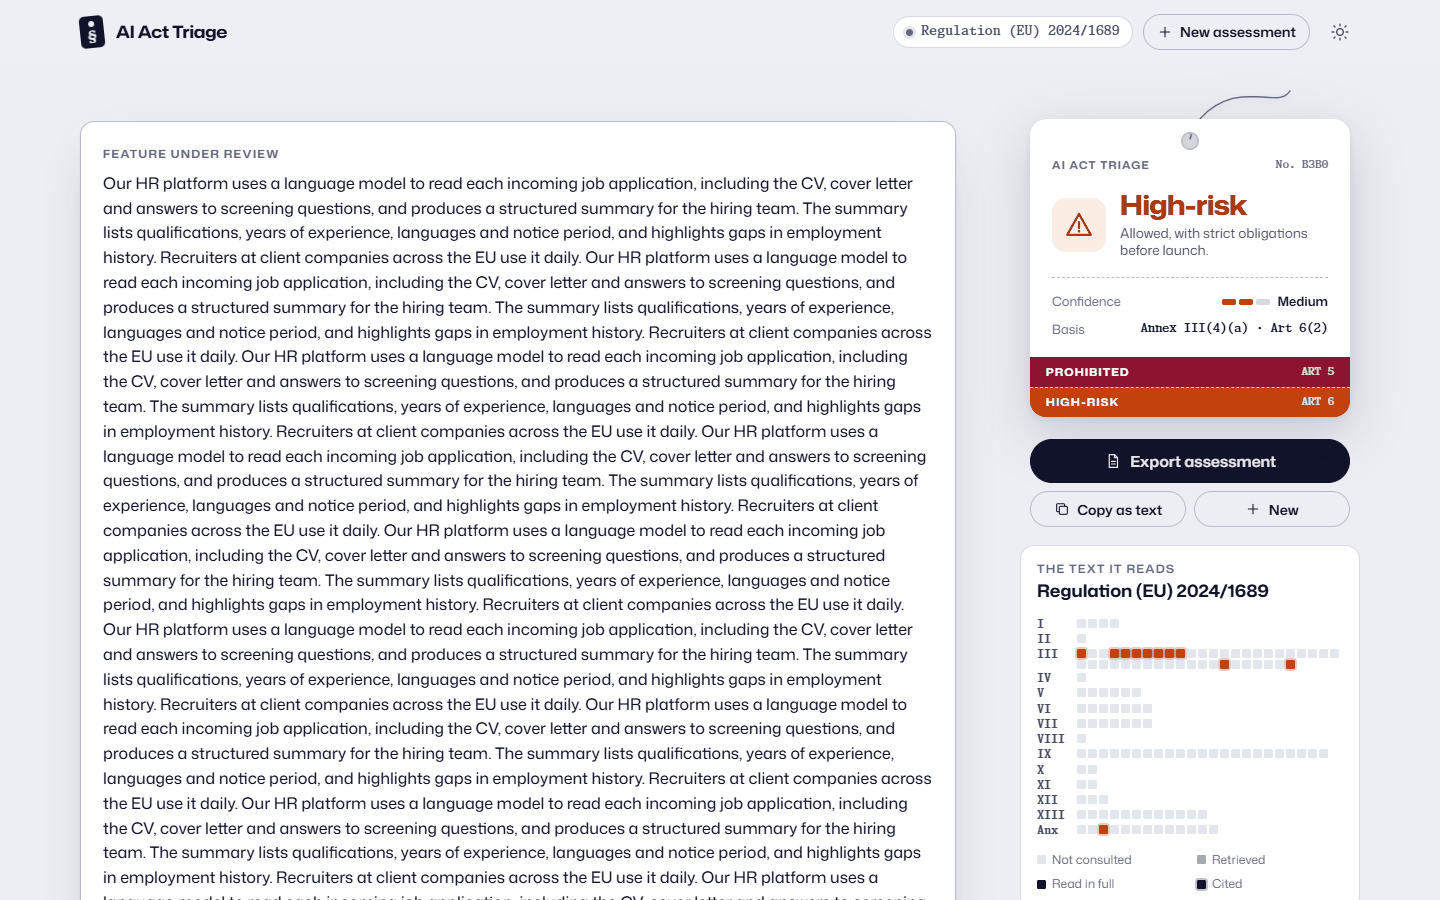 AI Act Triage
Regulation (EU) 2024/1689
New assessment
FEATURE UNDER REVIEW
Our HR platform uses a language model to read each incoming job application, including the CV, cover letter
and answers to screening questions, and produces a structured summary for the hiring team. The summary
lists qualifications, years of experience, languages and notice period, and highlights gaps in employment
history. Recruiters at client companies across the EU use it daily. Our HR platform uses a language model to
read each incoming job application, including the CV, cover letter and answers to screening questions, and
produces a structured summary for the hiring team. The summary lists qualifications, years of experience,
languages and notice period, and highlights gaps in employment history. Recruiters at client companies across
the EU use it daily. Our HR platform uses a language model to read each incoming job application, including
the CV, cover letter and answers to screening questions, and produces a structured summary for the hiring
team. The summary lists qualifications, years of experience, languages and notice period, and highlights gaps
in employment history. Recruiters at client companies across the EU use it daily. Our HR platform uses a
language model to read each incoming job application, including the CV, cover letter and answers to screening
questions, and produces a structured summary for the hiring team. The summary lists qualifications, years of
experience, languages and notice period, and highlights gaps in employment history. Recruiters at client
companies across the EU use it daily. Our HR platform uses a language model to read each incoming job
application, including the CV, cover letter and answers to screening questions, and produces a structured
summary for the hiring team. The summary lists qualifications, years of experience, languages and notice
period, and highlights gaps in employment history. Recruiters at client companies across the EU use it daily.
Our HR platform uses a language model to read each incoming job application, including the CV, cover letter
and answers to screening questions, and produces a structured summary for the hiring team. The summary
lists qualifications, years of experience, languages and notice period, and highlights gaps in employment
history. Recruiters at client companies across the EU use it daily. Our HR platform uses a language model to
read each incoming job application, including the CV, cover letter and answers to screening questions, and
produces a structured summary for the hiring team. The summary lists qualifications, years of experience,
languages and notice period, and highlights gaps in employment history. Recruiters at client companies across
the EU use it daily. Our HR platform uses a language model to read each incoming job application, including
the CV, cover letter and answers to screening questions, and produces a structured summary for the hiring
team. The summary lists qualifications, years of experience, languages and notice period, and highlights gaps
in employment history. Recruiters at client companies across the EU use it daily. Our HR platform uses a
language model to read each incoming job application, including the CV, cover letter and answers to screening
AI ACT TRIAGE
No. B3B0
High-risk
Allowed, with strict obligations
before launch.
Confidence
Medium
Basis
Annex III(4)(a) · Art 6(2)
PROHIBITED
ART 5
HIGH-RISK
ART 6
Export assessment
Copy as text
New
THE TEXT IT READS
Regulation (EU) 2024/1689
I
II
III
IV
V
VI
VII
VIII
IX
X
XI
XII
XIII
Anx
Not consulted
Retrieved
Read in full
Cited